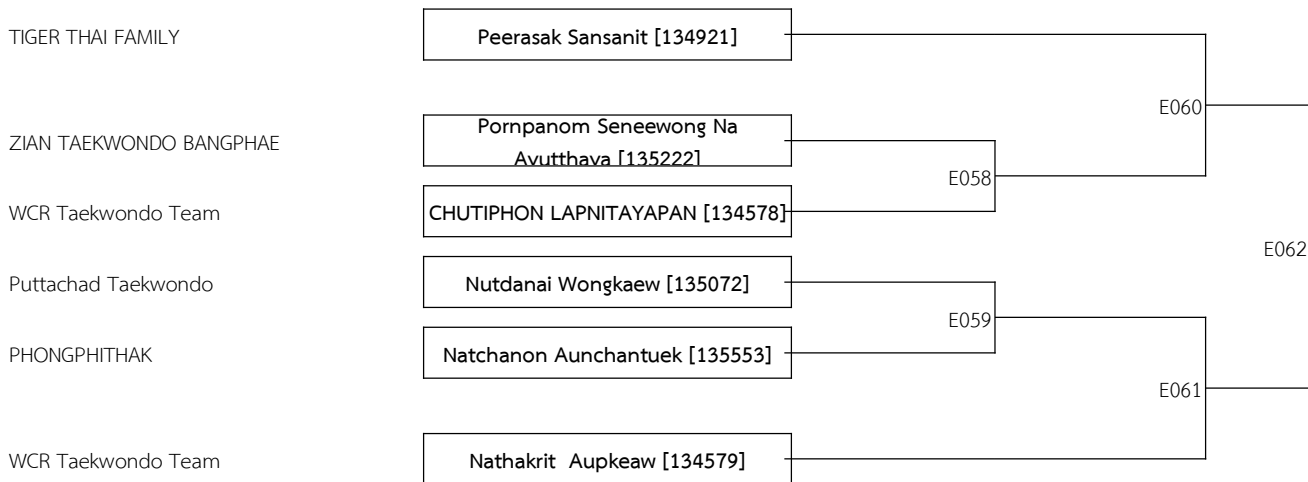 TIGER THAI FAMILY
Peerasak Sansanit [134921]
E060
ZIAN TAEKWONDO BANGPHAE
Pornpanom Seneewong Na
Ayutthaya [135222]
E058
WCR Taekwondo Team
CHUTIPHON LAPNITAYAPAN [134578]
E062
Puttachad Taekwondo
Nutdanai Wongkaew [135072]
E059
PHONGPHITHAK
Natchanon Aunchantuek [135553]
E061
WCR Taekwondo Team
Nathakrit  Aupkeaw [134579]